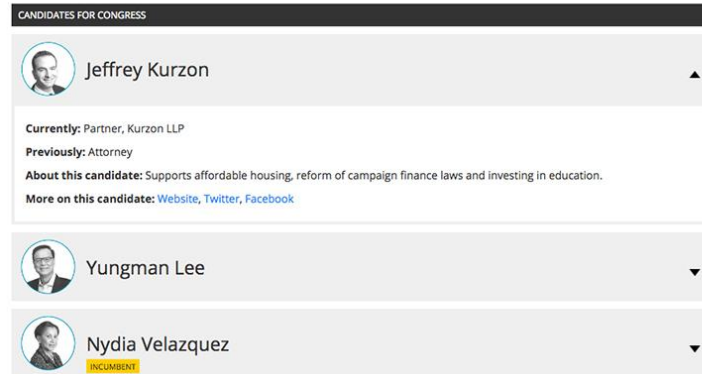 CANDIDATES FOR CONGRESS
Jeffrey Kurzon
Currently: Partner, Kurzon LLP
Previously: Attorney
About this candidate: Supports affordable housing, reform of campaign finance laws and investing in education.
More on this candidate: Website, Twitter, Facebook
Yungman Lee
Nydia Velazquez
INCUMBENT